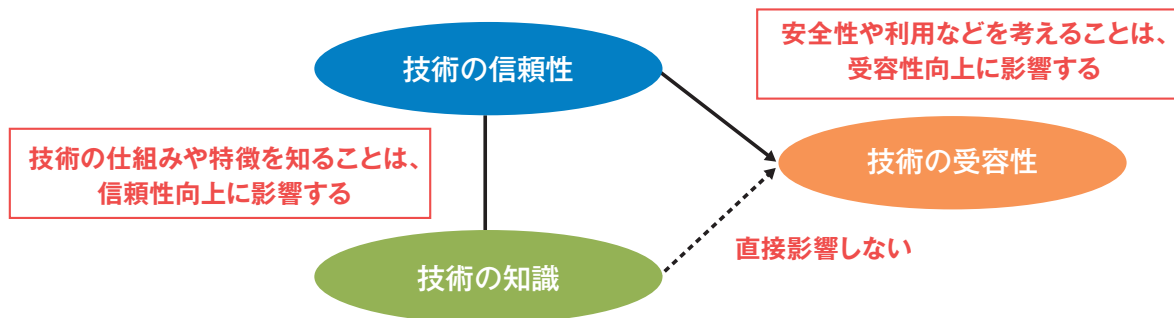 技術の信頼性
安全性や利用などを考えることは、
受容性向上に影響する
技術の仕組みや特徴を知ることは、
信頼性向上に影響する
技術の受容性
直接影響しない
技術の知識